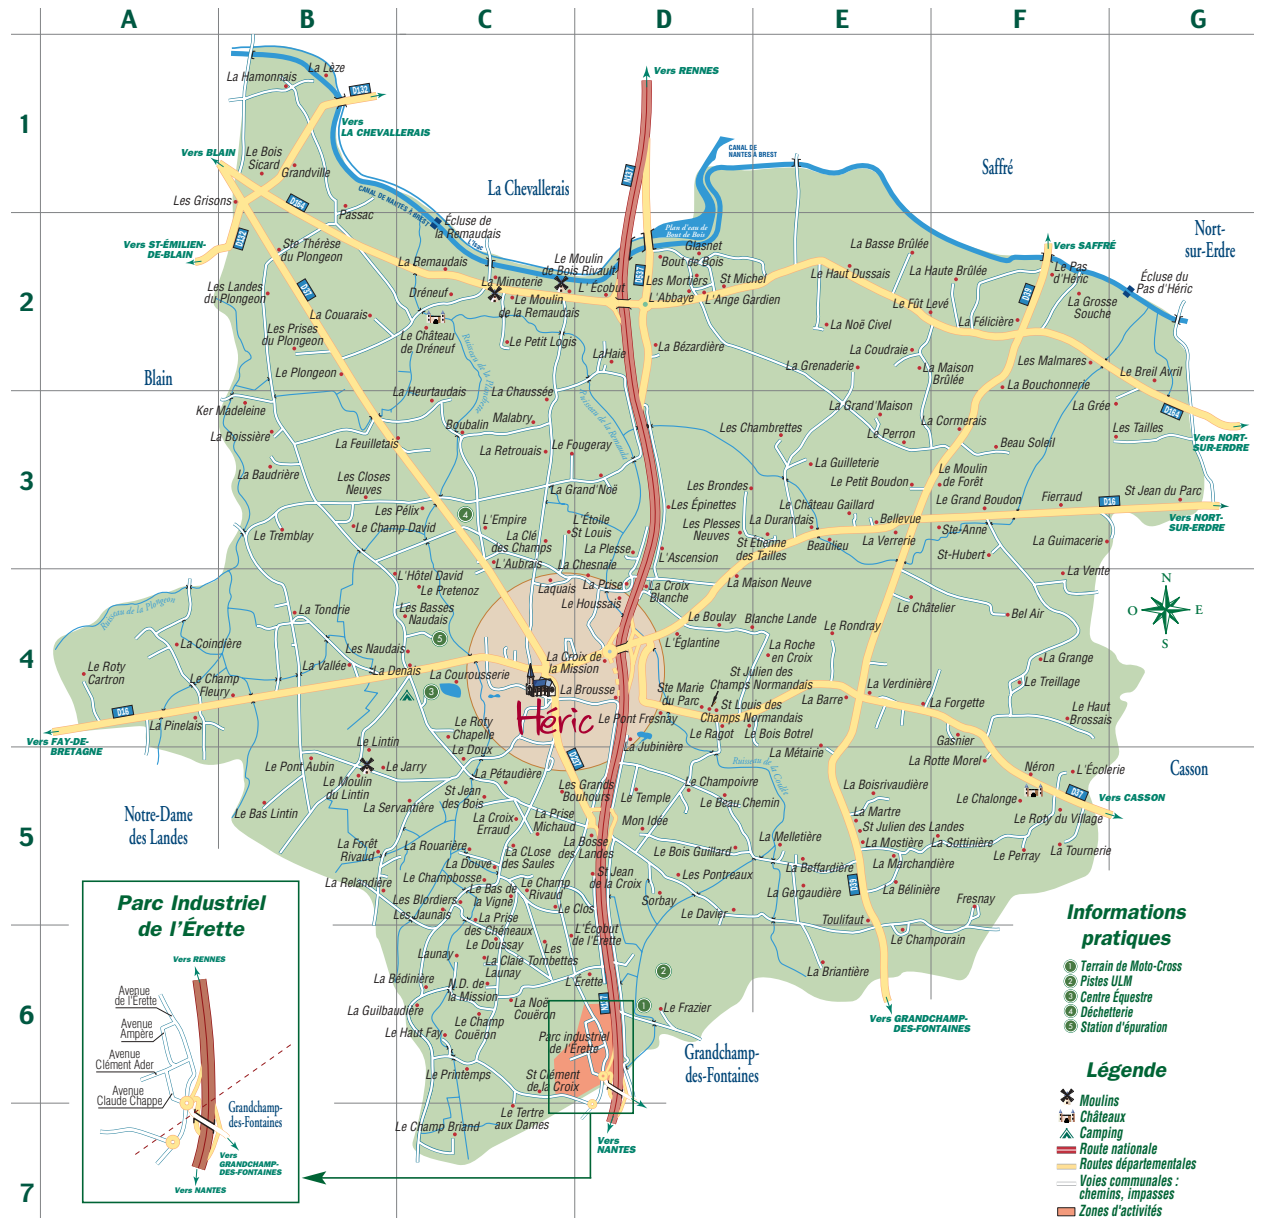 A
B
C
D
E
F
G
1
2
3
4
5
6
7
La Hamonnais
La Lèze
D132
Vers
LA CHEVALLERAIS
Vers BLAIN
Le Bois
Sicard
Grandville
Les Grisons
D164
Passac
CANAL DE NANTES À BREST
La Chevallerais
Vers RENNES
N137
CANAL DE
NANTES À BREST
Saffré
Nort-
sur-Erdre
Vers ST-ÉMILIEN-
DE-BLAIN
D132
Ste Thérèse
du Plongeon
Écluse de
la Remaudais
L'Isac
La Remaudais
Le Moulin
de Bois Rivault
Plan d'eau de
Bout de Bois
Glasnet
Bout de Bois
La Basse Brûlée
Vers SAFFRÉ
Les Landes
du Plongeon
D537
Dréneuf
La Minoterie
L'Écobut
D537
Les Mortiers
St Michel
Le Haut Dussais
La Haute Brûlée
Le Pas
d'Héric
Écluse du
Pas d'Héric
Le Moulin
de la Remaudais
L'Abbaye
L'Ange Gardien
Le Fût Levé
D39
La Grosse
Souche
La Couarais
Les Prises
du Plongeon
Le Château
de Dréneuf
Le Petit Logis
La Noë Civel
La Félicière
Blain
Le Plongeon
LaHaie
La Bézardière
La Coudraie
La Grenaderie
La Maison
Brûlée
Les Malmares
Le Breil Avril
La Bouchonnerie
Ker Madeleine
La Heurtaudais
La Chaussée
Ruisseau de la Remaudais
La Grand'Maison
La Grée
D164
La Boissière
Boubalin
Malabry
La Cormerais
Les Tailles
Vers NORT-
SUR-ERDRE
La Feuilletais
La Retrouais
Le Fougeray
Les Chambrettes
Le Perron
Beau Soleil
La Baudrière
Les Closes
Neuves
La Grand'Noë
Les Brondes
La Guilleterie
Le Petit Boudon
Le Moulin
de Forêt
St Jean du Parc
Les Pélix
Les Épinettes
Le Château Gaillard
Le Grand Boudon
Fierraud
D16
Vers NORT-
SUR-ERDRE
Le Tremblay
Le Champ David
L'Empire
L'Étoile
St Louis
Les Plesses
Neuves
La Durandais
Bellevue
Ste-Anne
La Clé
des Champs
La Plesse
St Etienne
des Tailles
Beaulieu
La Verrerie
La Guimacerie
L'Aubrais
La Chesnaie
L'Ascension
St-Hubert
L'Hôtel David
Le Pretenoz
Laquais
La Prise
La Croix
Blanche
La Maison Neuve
La Vente
Ruisseau de la Plongeau
La Tondrie
Les Basses
Naudais
Le Houssais
Le Boulay
Blanche Lande
Le Châtelier
Bel Air
N
O
E
S
La Coindière
Les Naudais
L'Églantine
Le Rondray
La Roche
en Croix
Le Roty
Cartron
Le Champ
Fleury
La Vallée
La Denais
La Courousserie
La Croix de
la Mission
La Brousse
St Julien des
Champs Normandais
Ste Marie
du Parc
La Grange
La Verdinière
Le Treillage
D16
La Pinelais
Héric
Le Pont Fresnay
St Louis des
Champs Normandais
La Barre
La Forgette
Le Haut
Brossais
Vers FAY-DE-
BRETAGNE
Le Roty
Chapelle
D537
Le Ragot
Le Bois Botrel
Gasnier
Le Lintin
Le Doux
La Jubinière
La Métairie
La Rotte Morel
Casson
Le Pont Aubin
Le Jarry
La Pétaudière
Ruisseau de la Coulée
Néron
L'Écolerie
Le Moulin
du Lintin
St Jean
des Bois
Les Grands
Bouhours
Le Champoivre
La Boisrivaudière
D37
Vers CASSON
Notre-Dame
des Landes
Le Bas Lintin
La Servantière
Le Temple
Le Beau Chemin
La Martre
Le Chalonge
La Croix
Erraud
La Prise
Michaud
Mon Idée
St Julien des Landes
Le Roty du Village
La Forêt
Rivaud
La Rouarière
La Bosse
des Landes
La Melletière
La Mostière
La Sottinière
La CLose
des Saules
La Douve
Le Bois Guillard
La Marchandière
Le Perray
La Tournerie
La Relandière
Le Champbosse
St Jean
de la Croix
Les Pontreaux
La Beffardière
Le Bas de
la Vigne
Le Champ
Rivaud
Sorbay
La Gergaudière
D39
La Bélinière
Les Blordiers
Les Jaunais
Le Clos
Le Davier
Toulifaut
Fresnay
La Prise
des Chéneaux
L'Écobut
de l'Érette
Le Champorain
Le Doussay
Les
Tombettes
Launay
La Claie
Launay
La Briantière
La Bédinière
N.D. de
la Mission
L'Érette
La Guilbaudière
La Noë
Couëron
N137
Le Frazier
Vers GRANDCHAMP-
DES-FONTAINES
Le Haut Fay
Le Champ
Couëron
Parc industriel
de l'Érette
Grandchamp-
des-Fontaines
Le Printemps
St Clément
de la Croix
Le Tertre
aux Dames
Le Champ Briand
Vers
NANTES
Parc Industriel
de l'Érette
Vers RENNES
Avenue
de l'Érette
Avenue
Ampère
Avenue
Clément Ader
Avenue
Claude Chappe
Grandchamp-
des-Fontaines
Vers
GRANDCHAMP-
DES-FONTAINES
Vers NANTES
Informations
pratiques
1 Terrain de Moto-Cross
2 Pistes ULM
3 Centre Équestre
4 Déchetterie
5 Station d'épuration
Légende
Moulins
Châteaux
Camping
Route nationale
Routes départementales
Voies communales :
chemins, impasses
Zones d'activités